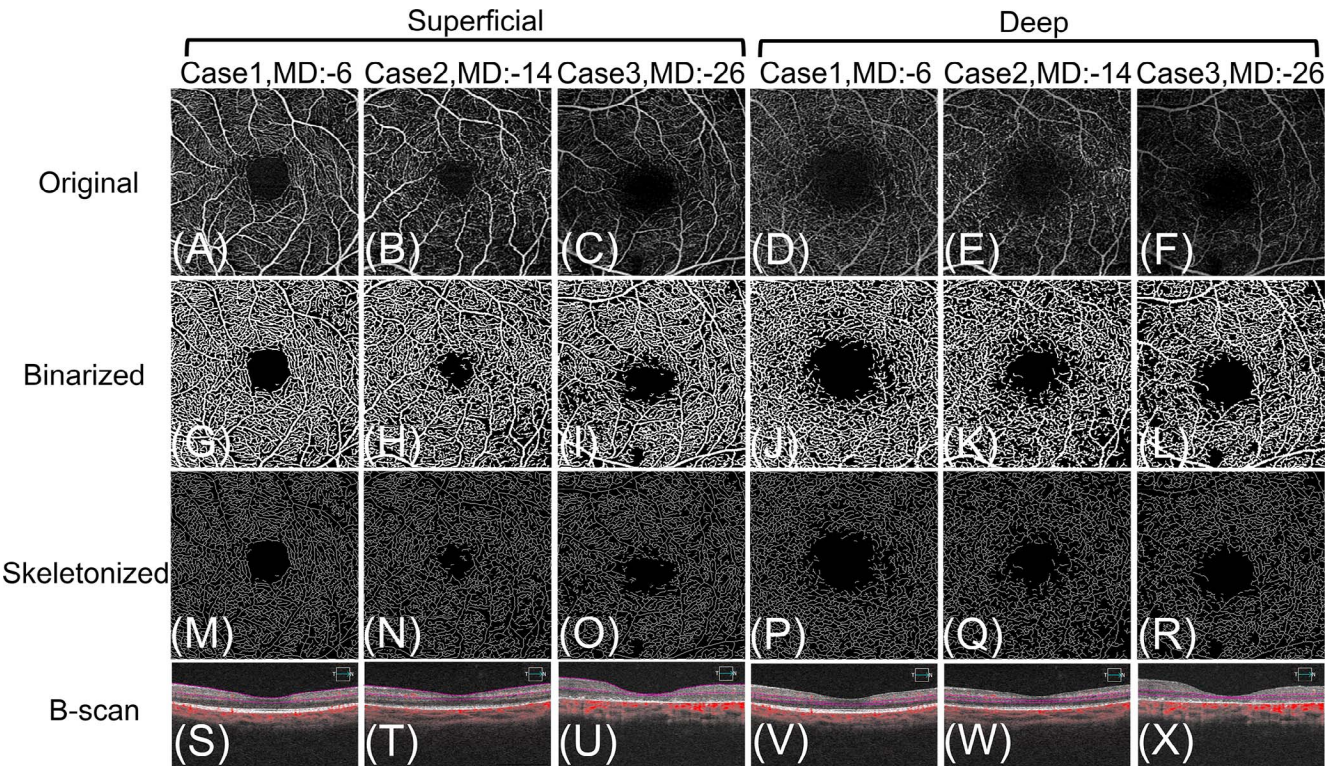 Superficial Deep
Case1,MD:-6 Case2,MD:-14 Case3,MD:-26 Case1,MD:-6 Case2,MD:-14 Case3,MD:-26
Original
(A) (B) (C) (D) (E) (F)
Binarized
(G) (H) (I) (J) (K) (L)
Skeletonized
(M) (N) (O) (P) (Q) (R)
T N T N T N T N T N T N
B-scan
(S) (T) (U) (V) (W) (X)